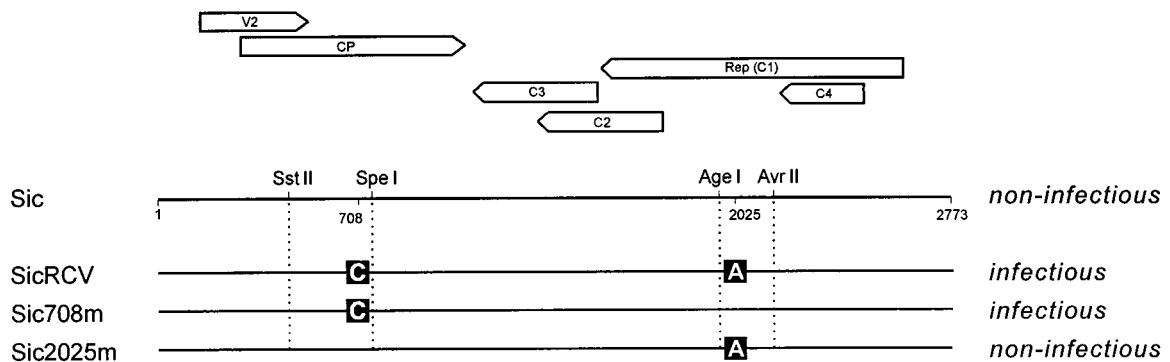 V2
CP
Rep (C1)
C3
C4
C2
Sst II Spe I Age I Avr II
Sic non-infectious
1 708 2025 2773
SicRCV C A infectious
Sic708m C infectious
Sic2025m A non-infectious